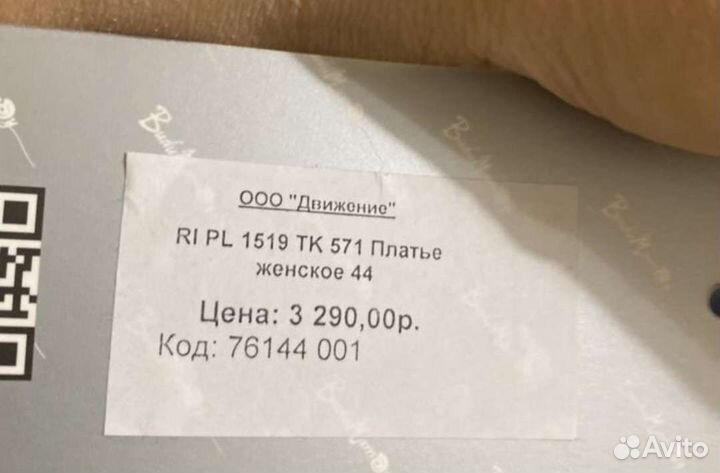 ООО "Движение"
RI PL 1519 TK 571 Платье
женское 44
Цена: 3 290,00р.
Код: 76144 001
Avito